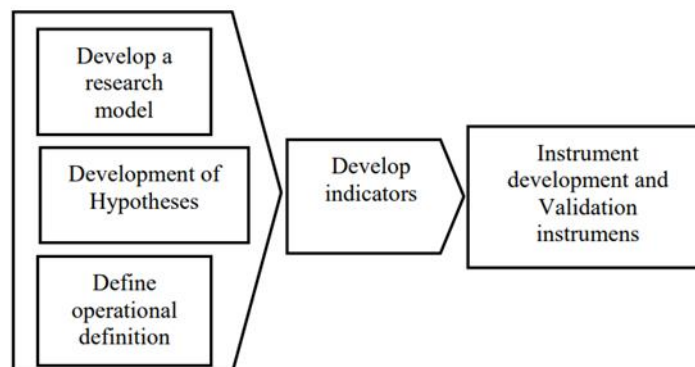 Develop a
research
model
Development of
Hypotheses
Define
operational
definition
Develop
indicators
Instrument
development and
Validation
instrumens